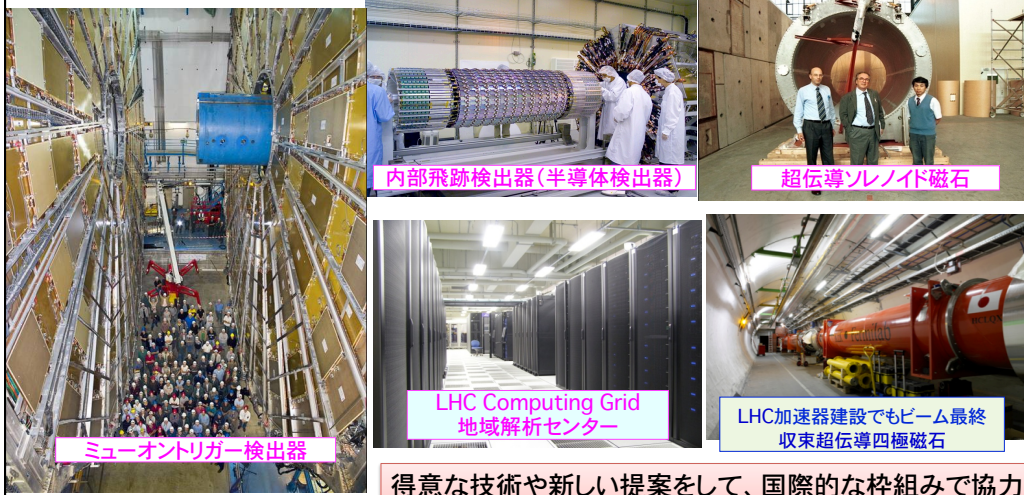 内部飛跡検出器(半導体検出器)
超伝導ソレノイド磁石
LHC Computing Grid
地域解析センター
LHC加速器建設でもビーム最終
収束超伝導四極磁石
ミューオントリガー検出器
得意な技術や新しい提案をして、国際的な枠組みで協力